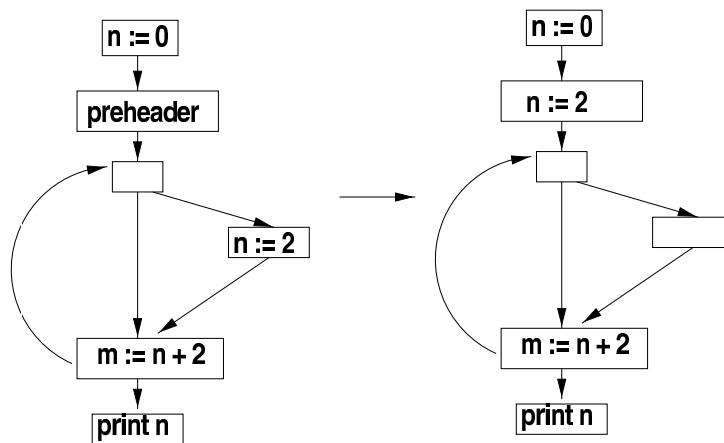 n := 0
preheader
n := 2
m := n + 2
print n
n := 0
n := 2
m := n + 2
print n